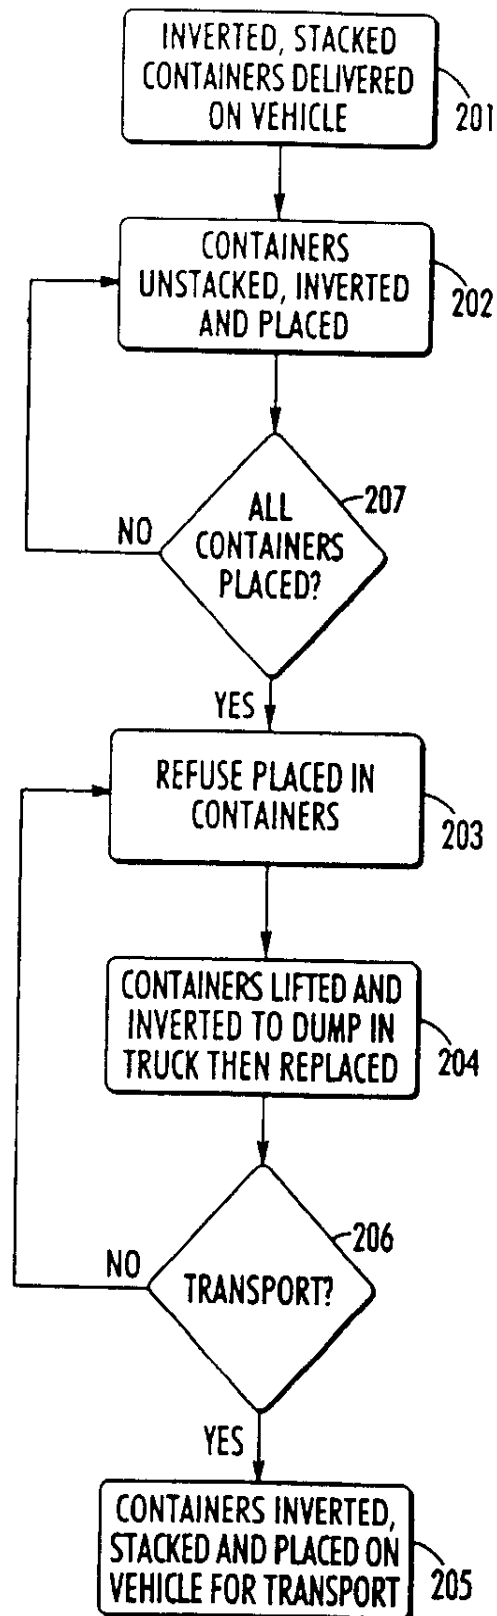 INVERTED, STACKED
CONTAINERS DELIVERED
ON VEHICLE
201
CONTAINERS
UNSTACKED, INVERTED
AND PLACED
202
207
ALL
CONTAINERS
PLACED?
NO
YES
REFUSE PLACED IN
CONTAINERS
203
CONTAINERS LIFTED AND
INVERTED TO DUMP IN
TRUCK THEN REPLACED
204
206
TRANSPORT?
NO
YES
CONTAINERS INVERTED,
STACKED AND PLACED ON
VEHICLE FOR TRANSPORT
205